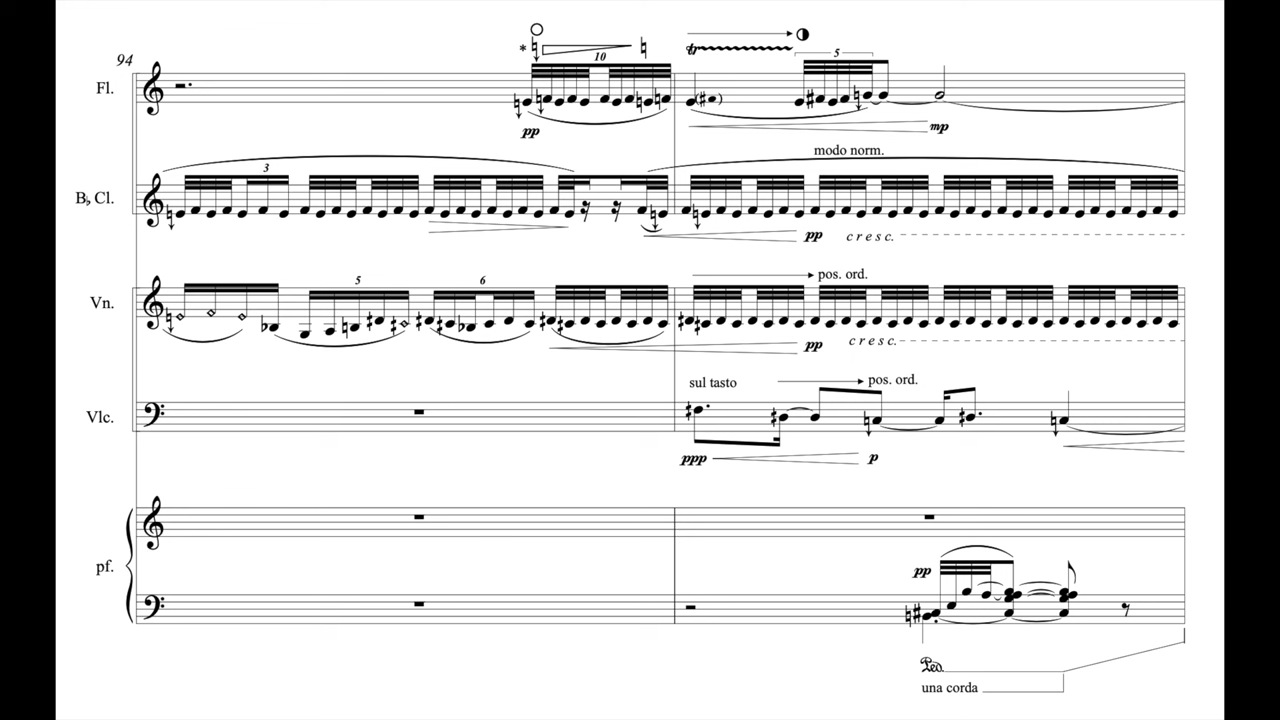 94
*
10
tr
5
Fl.
pp
mp
modo norm.
3
B♭ Cl.
pp cresc.
5
6
pos. ord.
Vn.
pp cresc.
sul tasto
pos. ord.
Vlc.
ppp
p
pf.
pp
Ped.
una corda